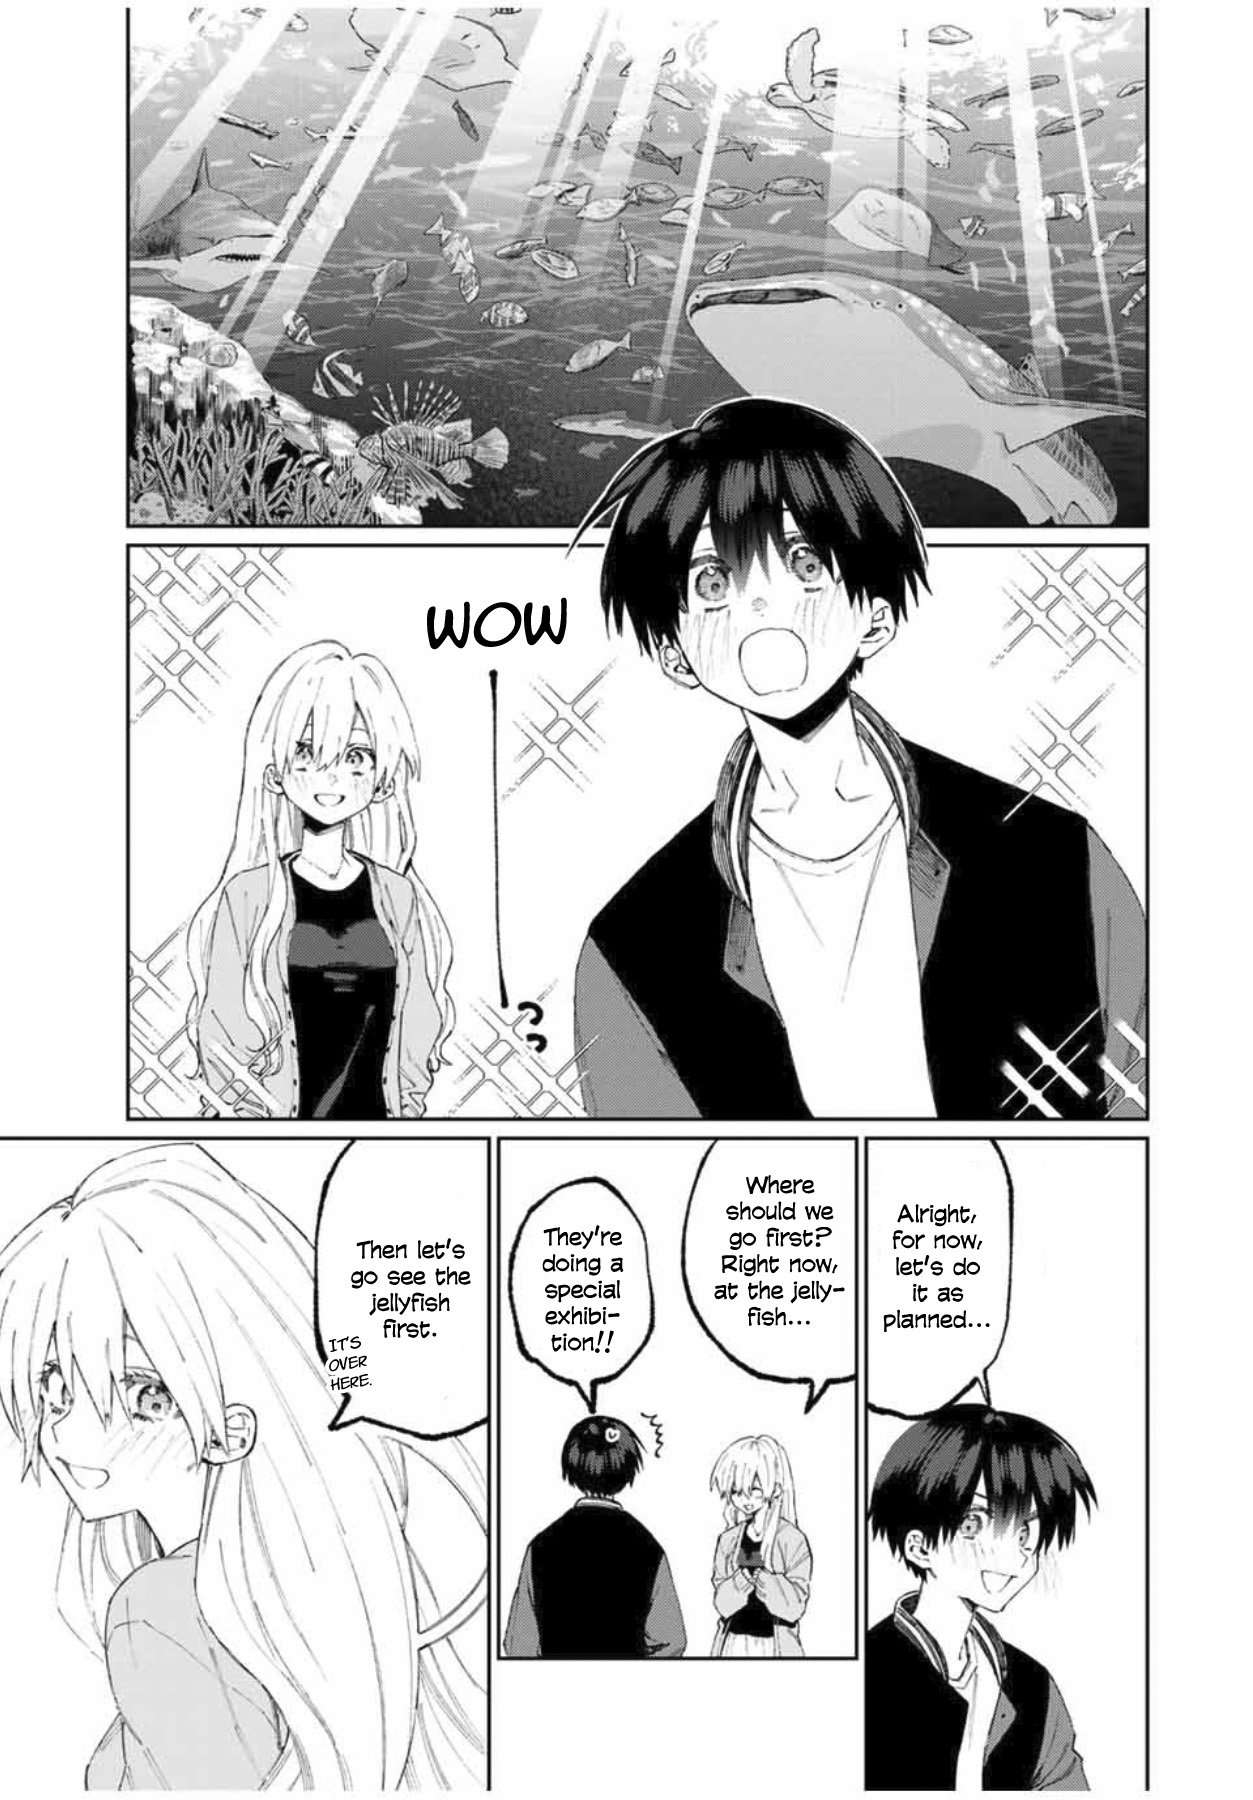 WOW
Alright,
for now,
let's do
it as
planned...
Where
should we
go first?
Right now,
at the jelly-
fish...
They're
doing a
special
exhibi-
tion!!
Then let's
go see the
jellyfish
first.
IT'S
OVER
HERE.